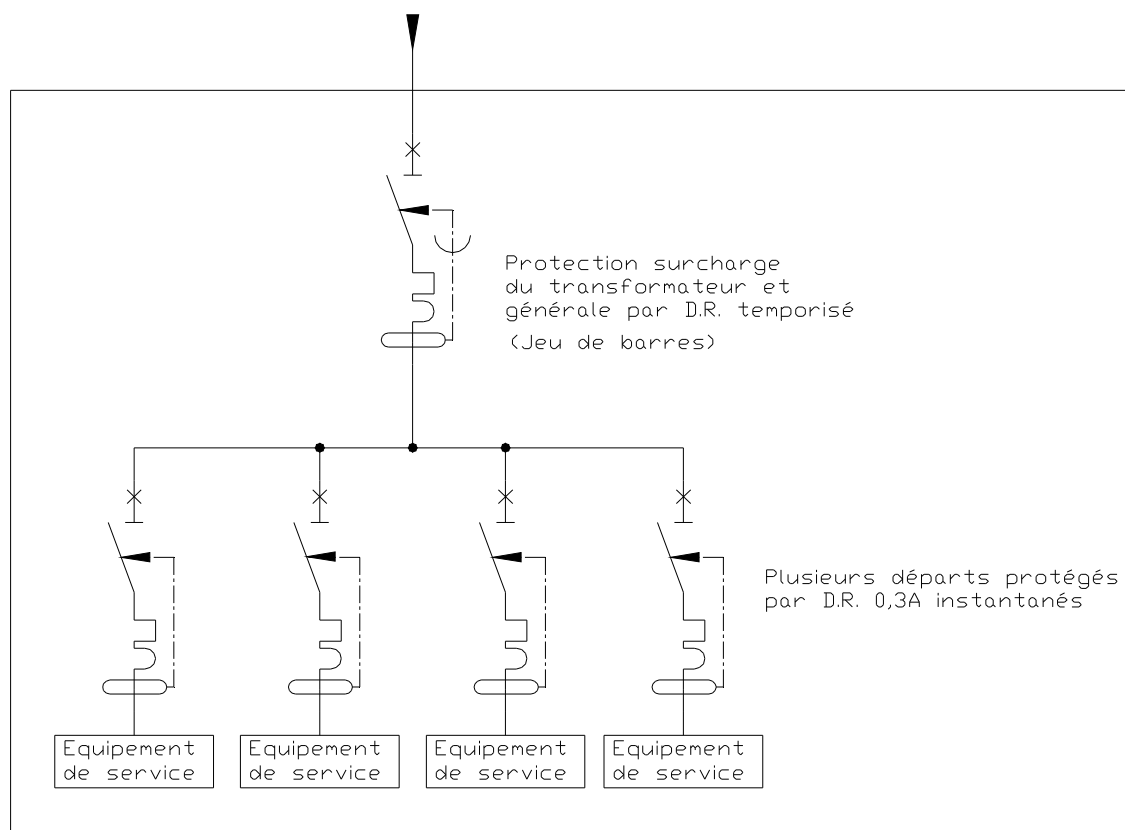 Protection surcharge
du transformateur et
générale par D.R. temporisé
(Jeu de barres)
Plusieurs départs protégés
par D.R. 0,3A instantanés
Equipement
de service
Equipement
de service
Equipement
de service
Equipement
de service